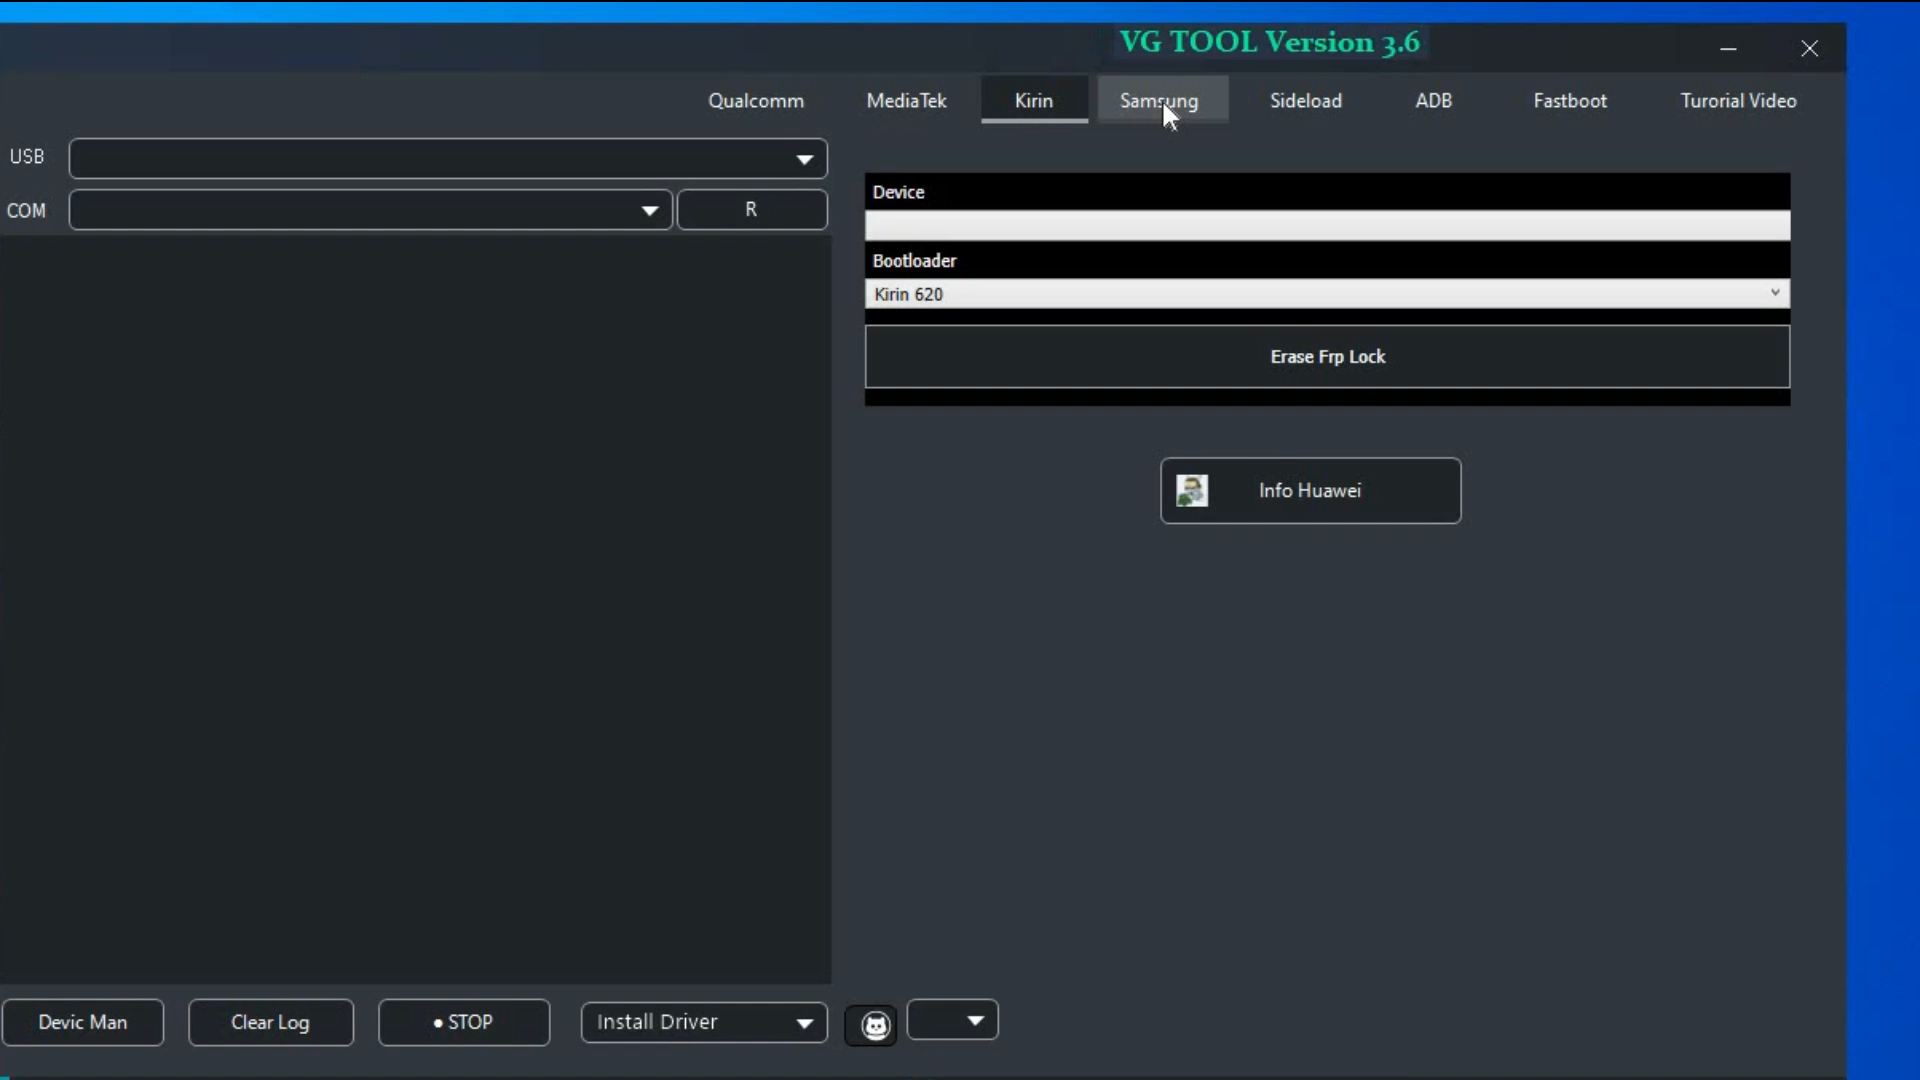 VG TOOL Version 3.6
Qualcomm
MediaTek
Kirin
Samsung
Sideload
ADB
Fastboot
Turorial Video
USB
COM
R
Device
Bootloader
Kirin 620
Erase Frp Lock
Info Huawei
Devic Man
Clear Log
• STOP
Install Driver